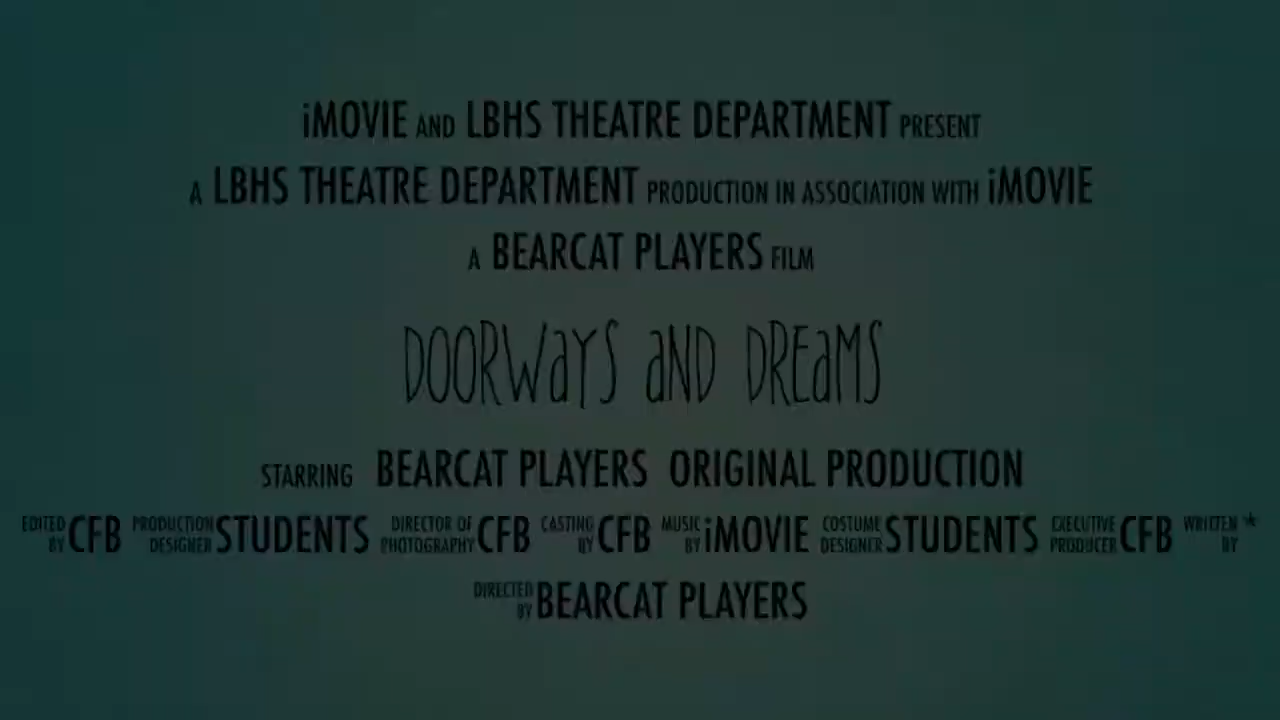 iMOVIE AND LBHS THEATRE DEPARTMENT PRESENT
A LBHS THEATRE DEPARTMENT PRODUCTION IN ASSOCIATION WITH iMOVIE
A BEARCAT PLAYERS FILM
DOORWaYS aND DREaMS
STARRING BEARCAT PLAYERS ORIGINAL PRODUCTION
EDITED BY CFB PRODUCTION DESIGNER STUDENTS DIRECTOR OF PHOTOGRAPHY CFB CASTING BY CFB MUSIC BY iMOVIE COSTUME DESIGNER STUDENTS EXECUTIVE PRODUCER CFB WRITTEN BY *
DIRECTED BY BEARCAT PLAYERS